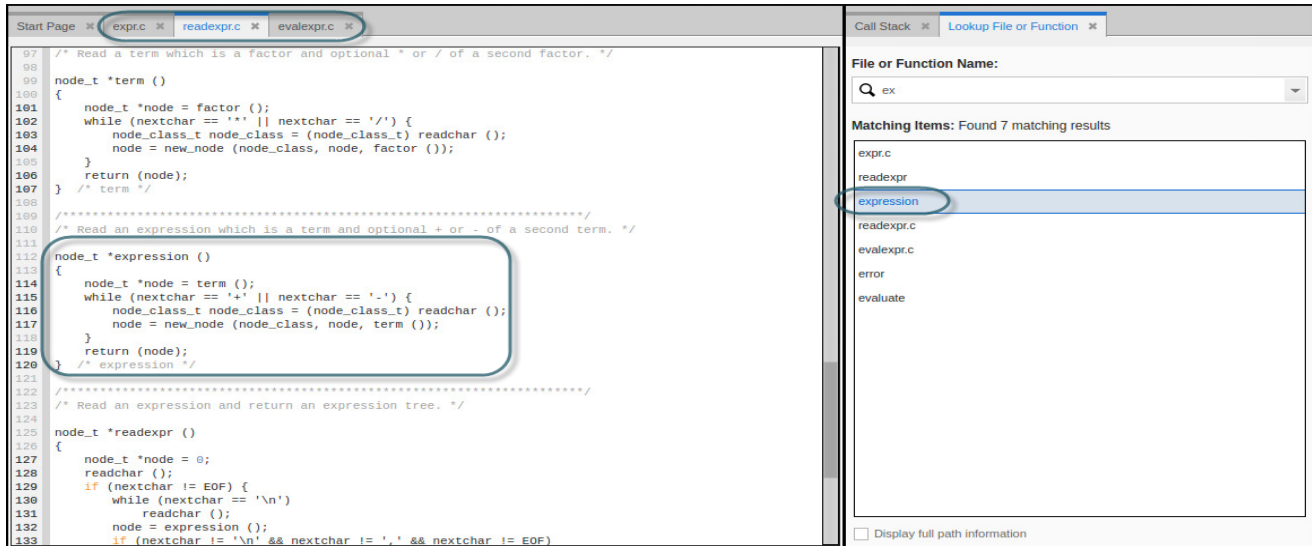 Start Page × expr.c × readexpr.c × evalexpr.c ×
97 /* Read a term which is a factor and optional * or / of a second factor. */
98
99 node_t *term ()
100 {
101     node_t *node = factor ();
102     while (nextchar == '*' || nextchar == '/') {
103         node_class_t node_class = (node_class_t) readchar ();
104         node = new_node (node_class, node, factor ());
105     }
106     return (node);
107 }  /* term */
108
109 /**********************************************************************/
110 /* Read an expression which is a term and optional + or - of a second term. */
111
112 node_t *expression ()
113 {
114     node_t *node = term ();
115     while (nextchar == '+' || nextchar == '-') {
116         node_class_t node_class = (node_class_t) readchar ();
117         node = new_node (node_class, node, term ());
118     }
119     return (node);
120 }  /* expression */
121
122 /**********************************************************************/
123 /* Read an expression and return an expression tree. */
124
125 node_t *readexpr ()
126 {
127     node_t *node = 0;
128     readchar ();
129     if (nextchar != EOF) {
130         while (nextchar == '\n')
131             readchar ();
132         node = expression ();
133         if (nextchar != '\n' && nextchar != ',' && nextchar != EOF)
Call Stack × Lookup File or Function ×
File or Function Name:
ex
Matching Items: Found 7 matching results
expr.c
readexpr
expression
readexpr.c
evalexpr.c
error
evaluate
Display full path information